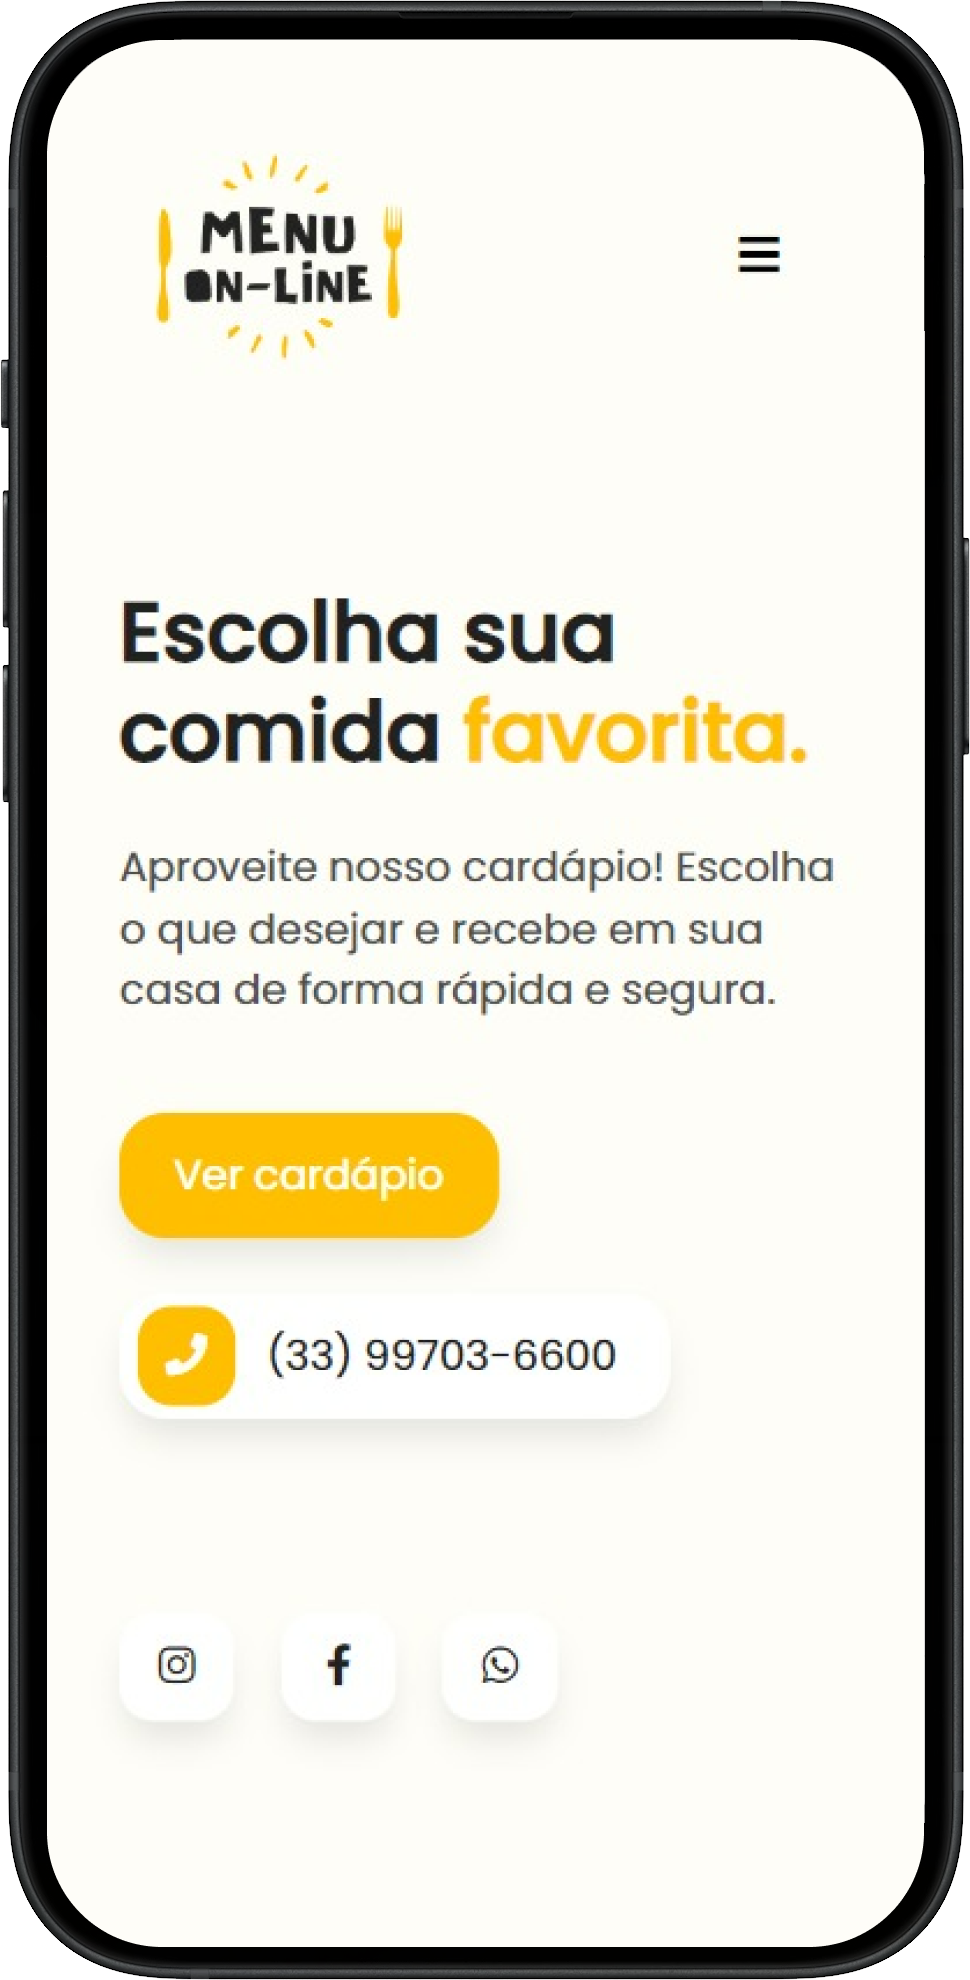 MENU
ON-LINE
Escolha sua
comida favorita.
Aproveite nosso cardápio! Escolha
o que desejar e recebe em sua
casa de forma rápida e segura.
Ver cardápio
(33) 99703-6600